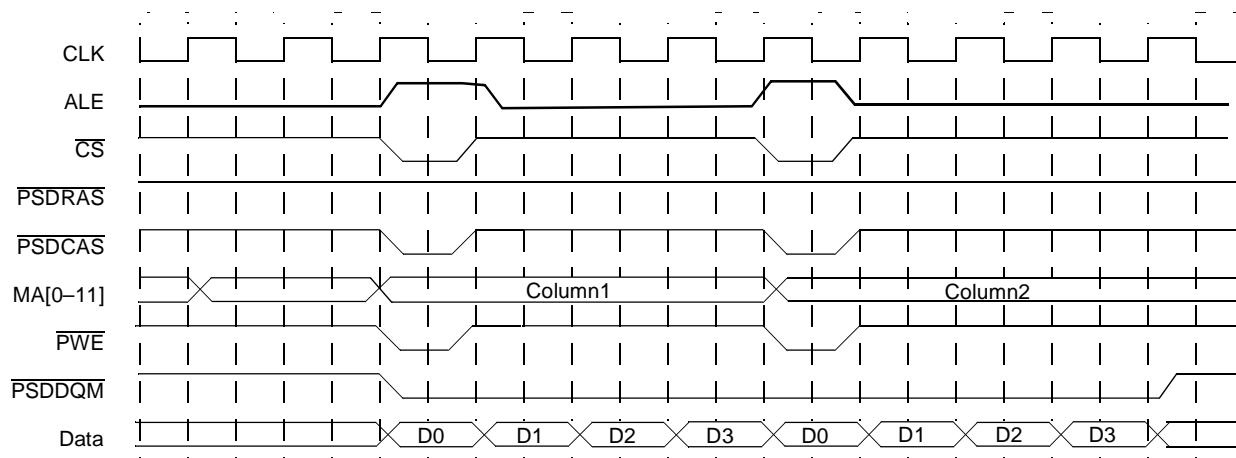 CLK
ALE
CS
PSDRAS
PSDCAS
MA[0–11] Column1 Column2
PWE
PSDDQM
Data D0 D1 D2 D3 D0 D1 D2 D3